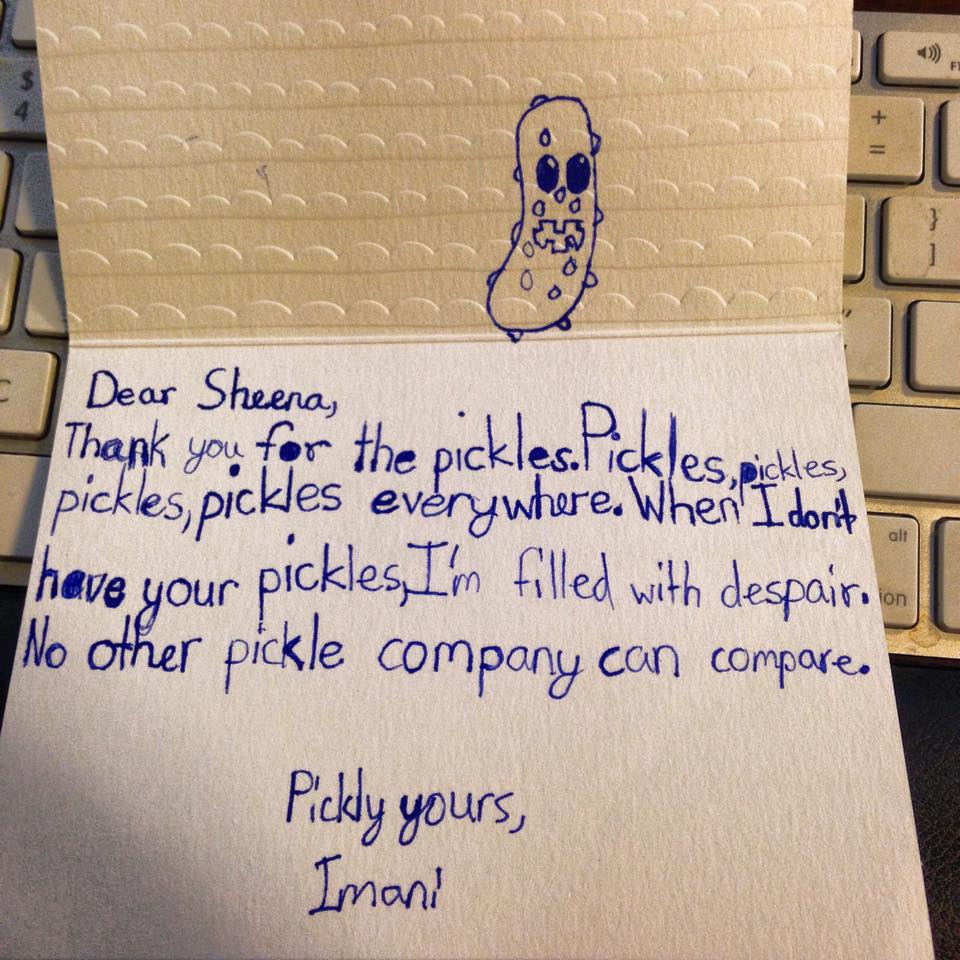 Dear Sheena,
Thank you for the pickles. Pickles, pickles,
pickles, pickles everywhere. When I don't
have your pickles, I'm filled with despair.
No other pickle company can compare.
Pickly yours,
Imani
$
4
F
+
=
}
]
C
"
alt